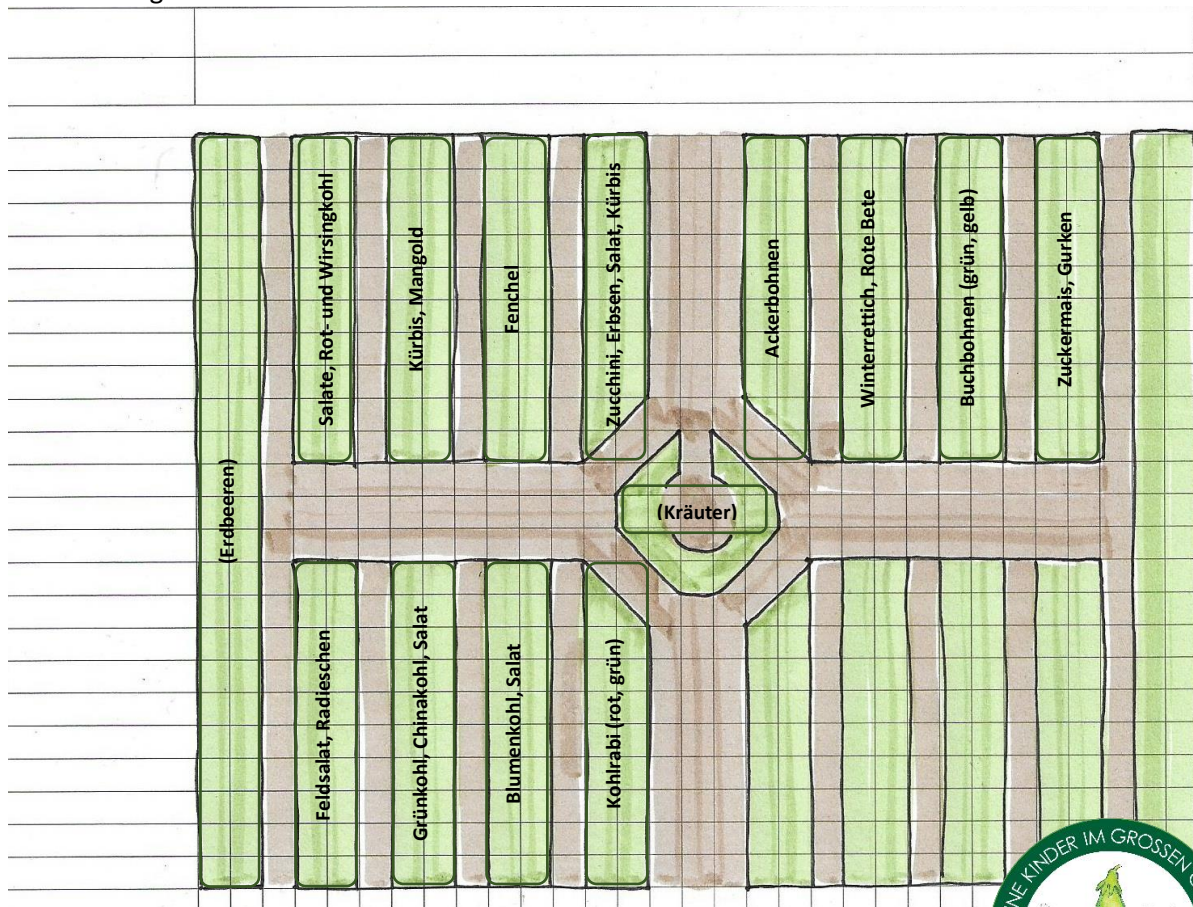 Salate, Rot- und Wirsingkohl
Kürbis, Mangold
Fenchel
Zucchini, Erbsen, Salat, Kürbis
Ackerbohnen
Winterrettich, Rote Bete
Buchbohnen (grün, gelb)
Zuckermais, Gurken
(Erdbeeren)
(Kräuter)
Feldsalat, Radieschen
Grünkohl, Chinakohl, Salat
Blumenkohl, Salat
Kohlrabi (rot, grün)
KINDER IM GROSSEN